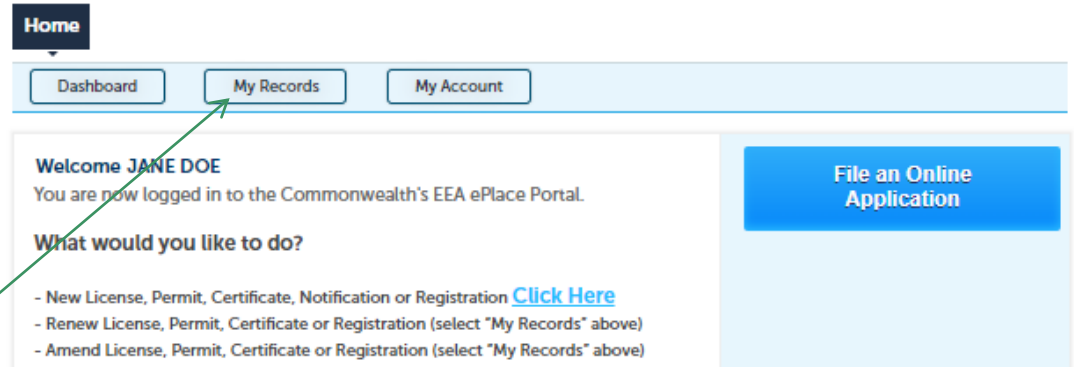 Home
Dashboard My Records My Account
Welcome JANE DOE
You are now logged in to the Commonwealth's EEA ePlace Portal.
What would you like to do?
- New License, Permit, Certificate, Notification or Registration Click Here
- Renew License, Permit, Certificate or Registration (select "My Records" above)
- Amend License, Permit, Certificate or Registration (select "My Records" above)
File an Online
Application